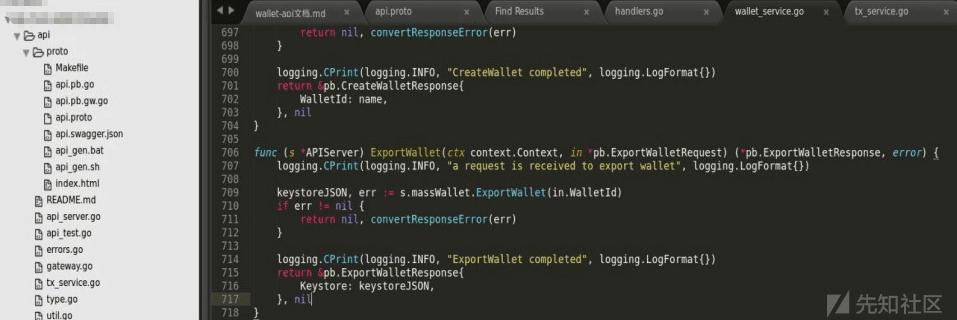 api
proto
Makefile
api.pb.go
api.pb.gw.go
api.proto
api.swagger.json
api_gen.bat
api_gen.sh
index.html
README.md
api_server.go
api_test.go
errors.go
gateway.go
tx_service.go
type.go
util.go
wallet-api文档.md × api.proto × Find Results × handlers.go × wallet_service.go × tx_service.go ×
697 return nil, convertResponseError(err)
698 }
699
700 logging.CPrint(logging.INFO, "CreateWallet completed", logging.LogFormat{})
701 return &pb.CreateWalletResponse{
702 WalletId: name,
703 }, nil
704 }
705
706 func (s *APIServer) ExportWallet(ctx context.Context, in *pb.ExportWalletRequest) (*pb.ExportWalletResponse, error) {
707 logging.CPrint(logging.INFO, "a request is received to export wallet", logging.LogFormat{})
708
709 keystoreJSON, err := s.massWallet.ExportWallet(in.WalletId)
710 if err != nil {
711 return nil, convertResponseError(err)
712 }
713
714 logging.CPrint(logging.INFO, "ExportWallet completed", logging.LogFormat{})
715 return &pb.ExportWalletResponse{
716 Keystore: keystoreJSON,
717 }, nil
718 }
先知社区